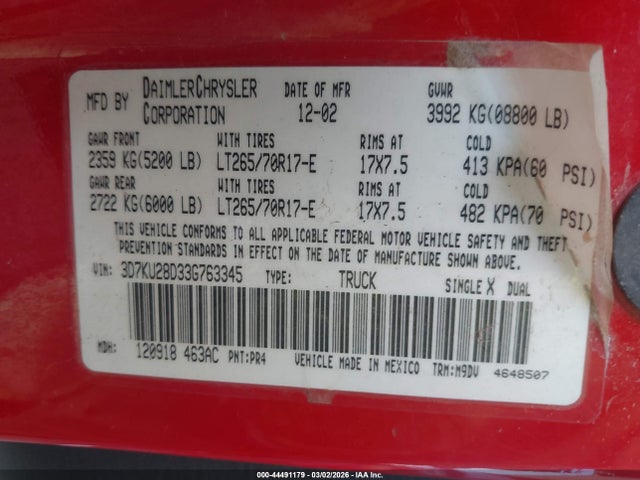 MFD BY DAIMLERCHRYSLER CORPORATION DATE OF MFR 12-02 GVWR 3992 KG(08800 LB)
GAWR FRONT WITH TIRES RIMS AT COLD
2359 KG(5200 LB) LT265/70R17-E 17X7.5 413 KPA(60 PSI)
GAWR REAR WITH TIRES RIMS AT COLD
2722 KG(6000 LB) LT265/70R17-E 17X7.5 482 KPA(70 PSI)
THIS VEHICLE CONFORMS TO ALL APPLICABLE FEDERAL MOTOR VEHICLE SAFETY AND THEFT
PREVENTION STANDARDS IN EFFECT ON THE DATE OF MANUFACTURE SHOWN ABOVE.
VIN: 3D7KU28D33G763345 TYPE: TRUCK SINGLE X DUAL
MDH: 120918 463AC PNT:PR4 VEHICLE MADE IN MEXICO TRM:M9DV 4648507
000-44491179 - 03/02/2026 - IAA Inc.